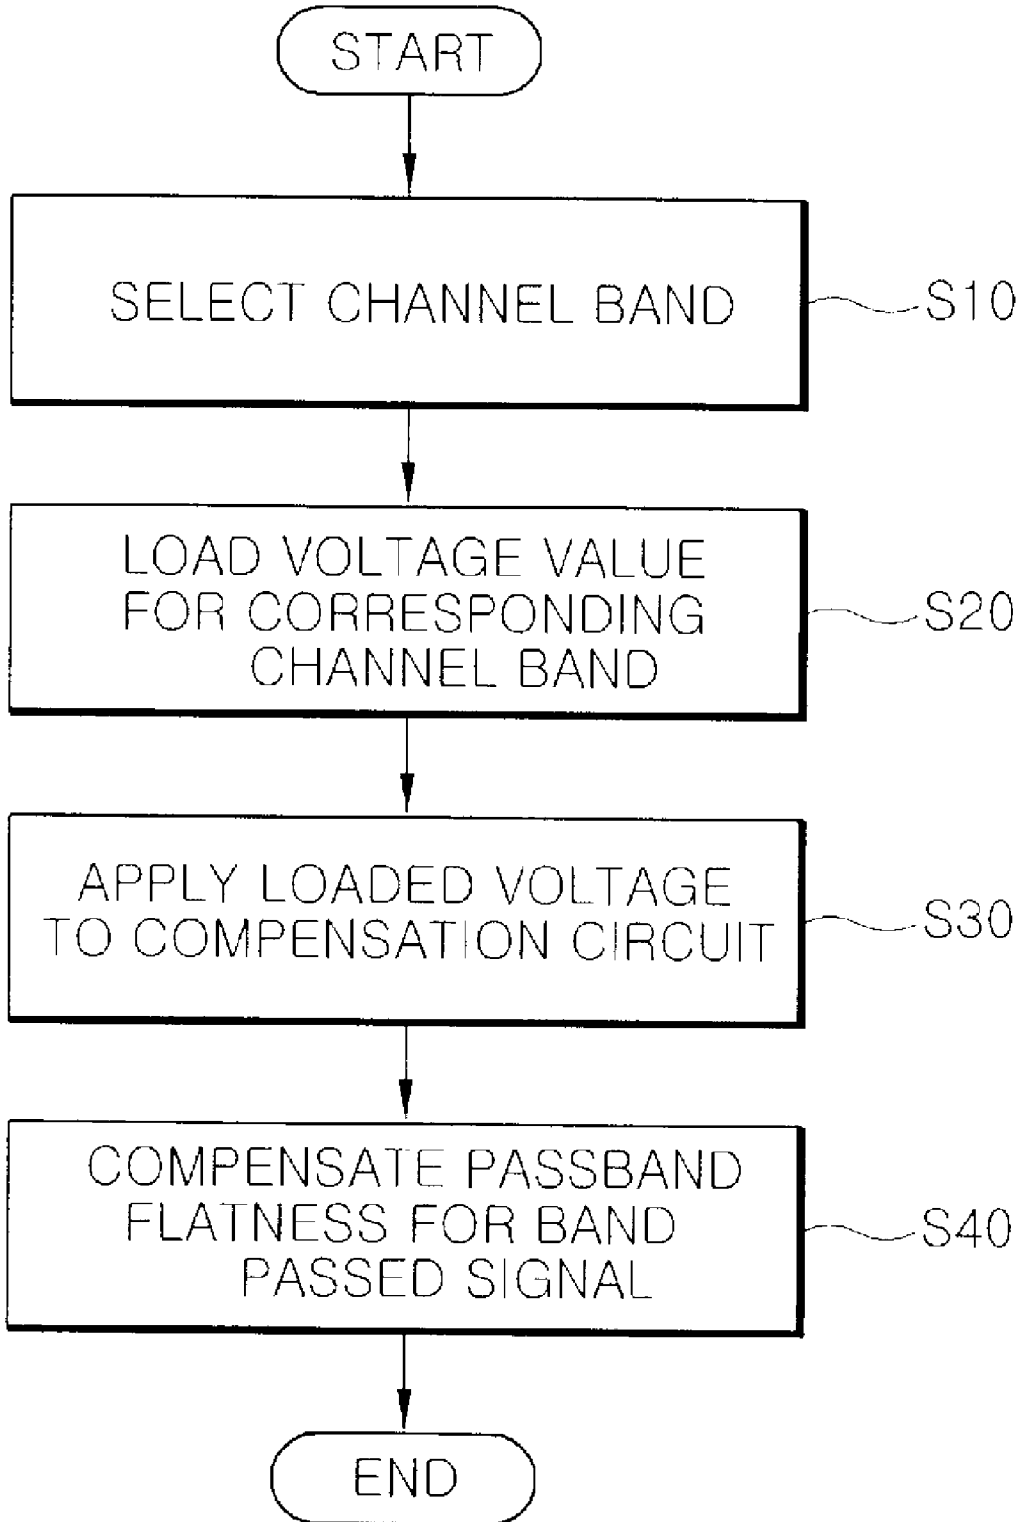 START
SELECT CHANNEL BAND
S10
LOAD VOLTAGE VALUE
FOR CORRESPONDING
CHANNEL BAND
S20
APPLY LOADED VOLTAGE
TO COMPENSATION CIRCUIT
S30
COMPENSATE PASSBAND
FLATNESS FOR BAND
PASSED SIGNAL
S40
END